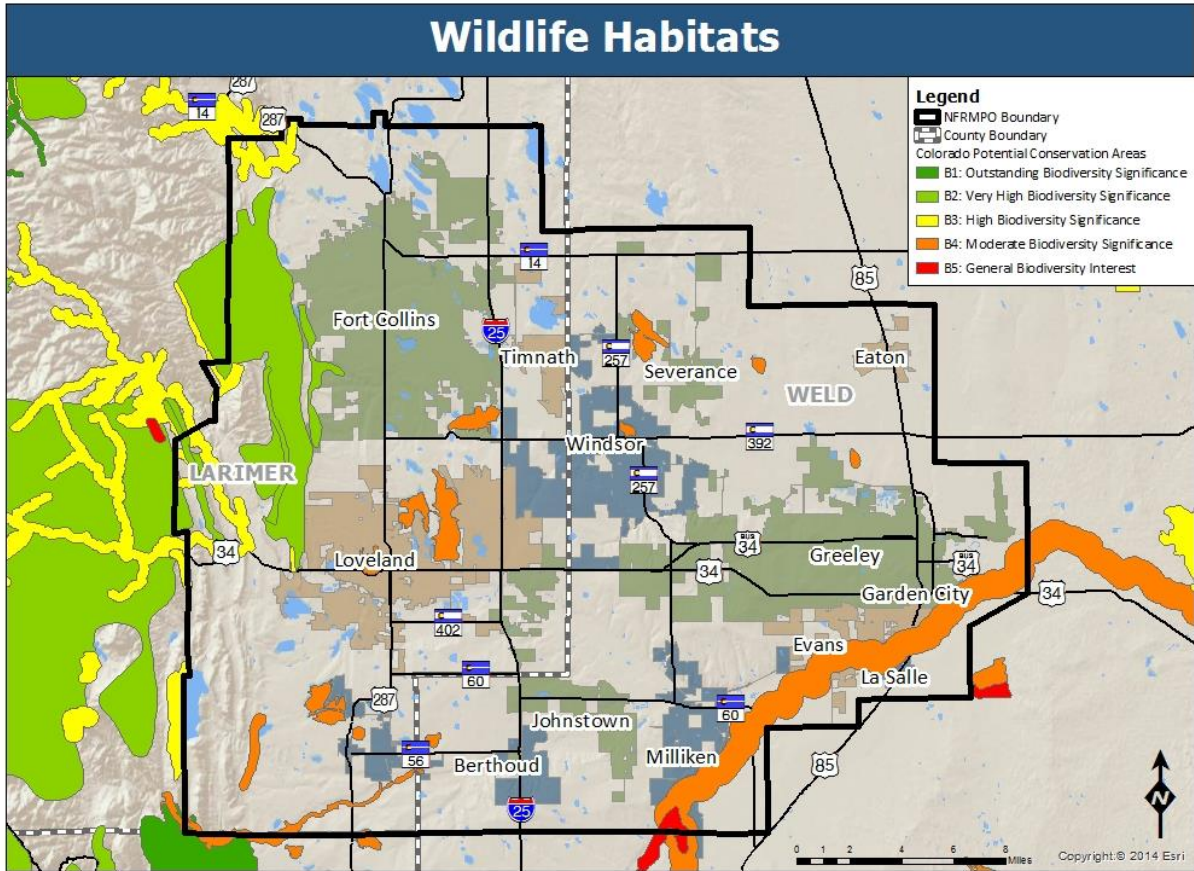 Wildlife Habitats
Legend
NFRMPO Boundary
County Boundary
Colorado Potential Conservation Areas
B1: Outstanding Biodiversity Significance
B2: Very High Biodiversity Significance
B3: High Biodiversity Significance
B4: Moderate Biodiversity Significance
B5: General Biodiversity Interest
287
14
287
14
85
Fort Collins
25
Timnath
257
Severance
Eaton
WELD
Windsor
392
LARIMER
257
34
Loveland
34
BUS
34
Greeley
BUS
34
Garden City
34
402
Evans
60
La Salle
287
Johnstown
60
56
Berthoud
Milliken
85
25
N
0 1 2 4 6 8
Miles
Copyright:© 2014 Esri